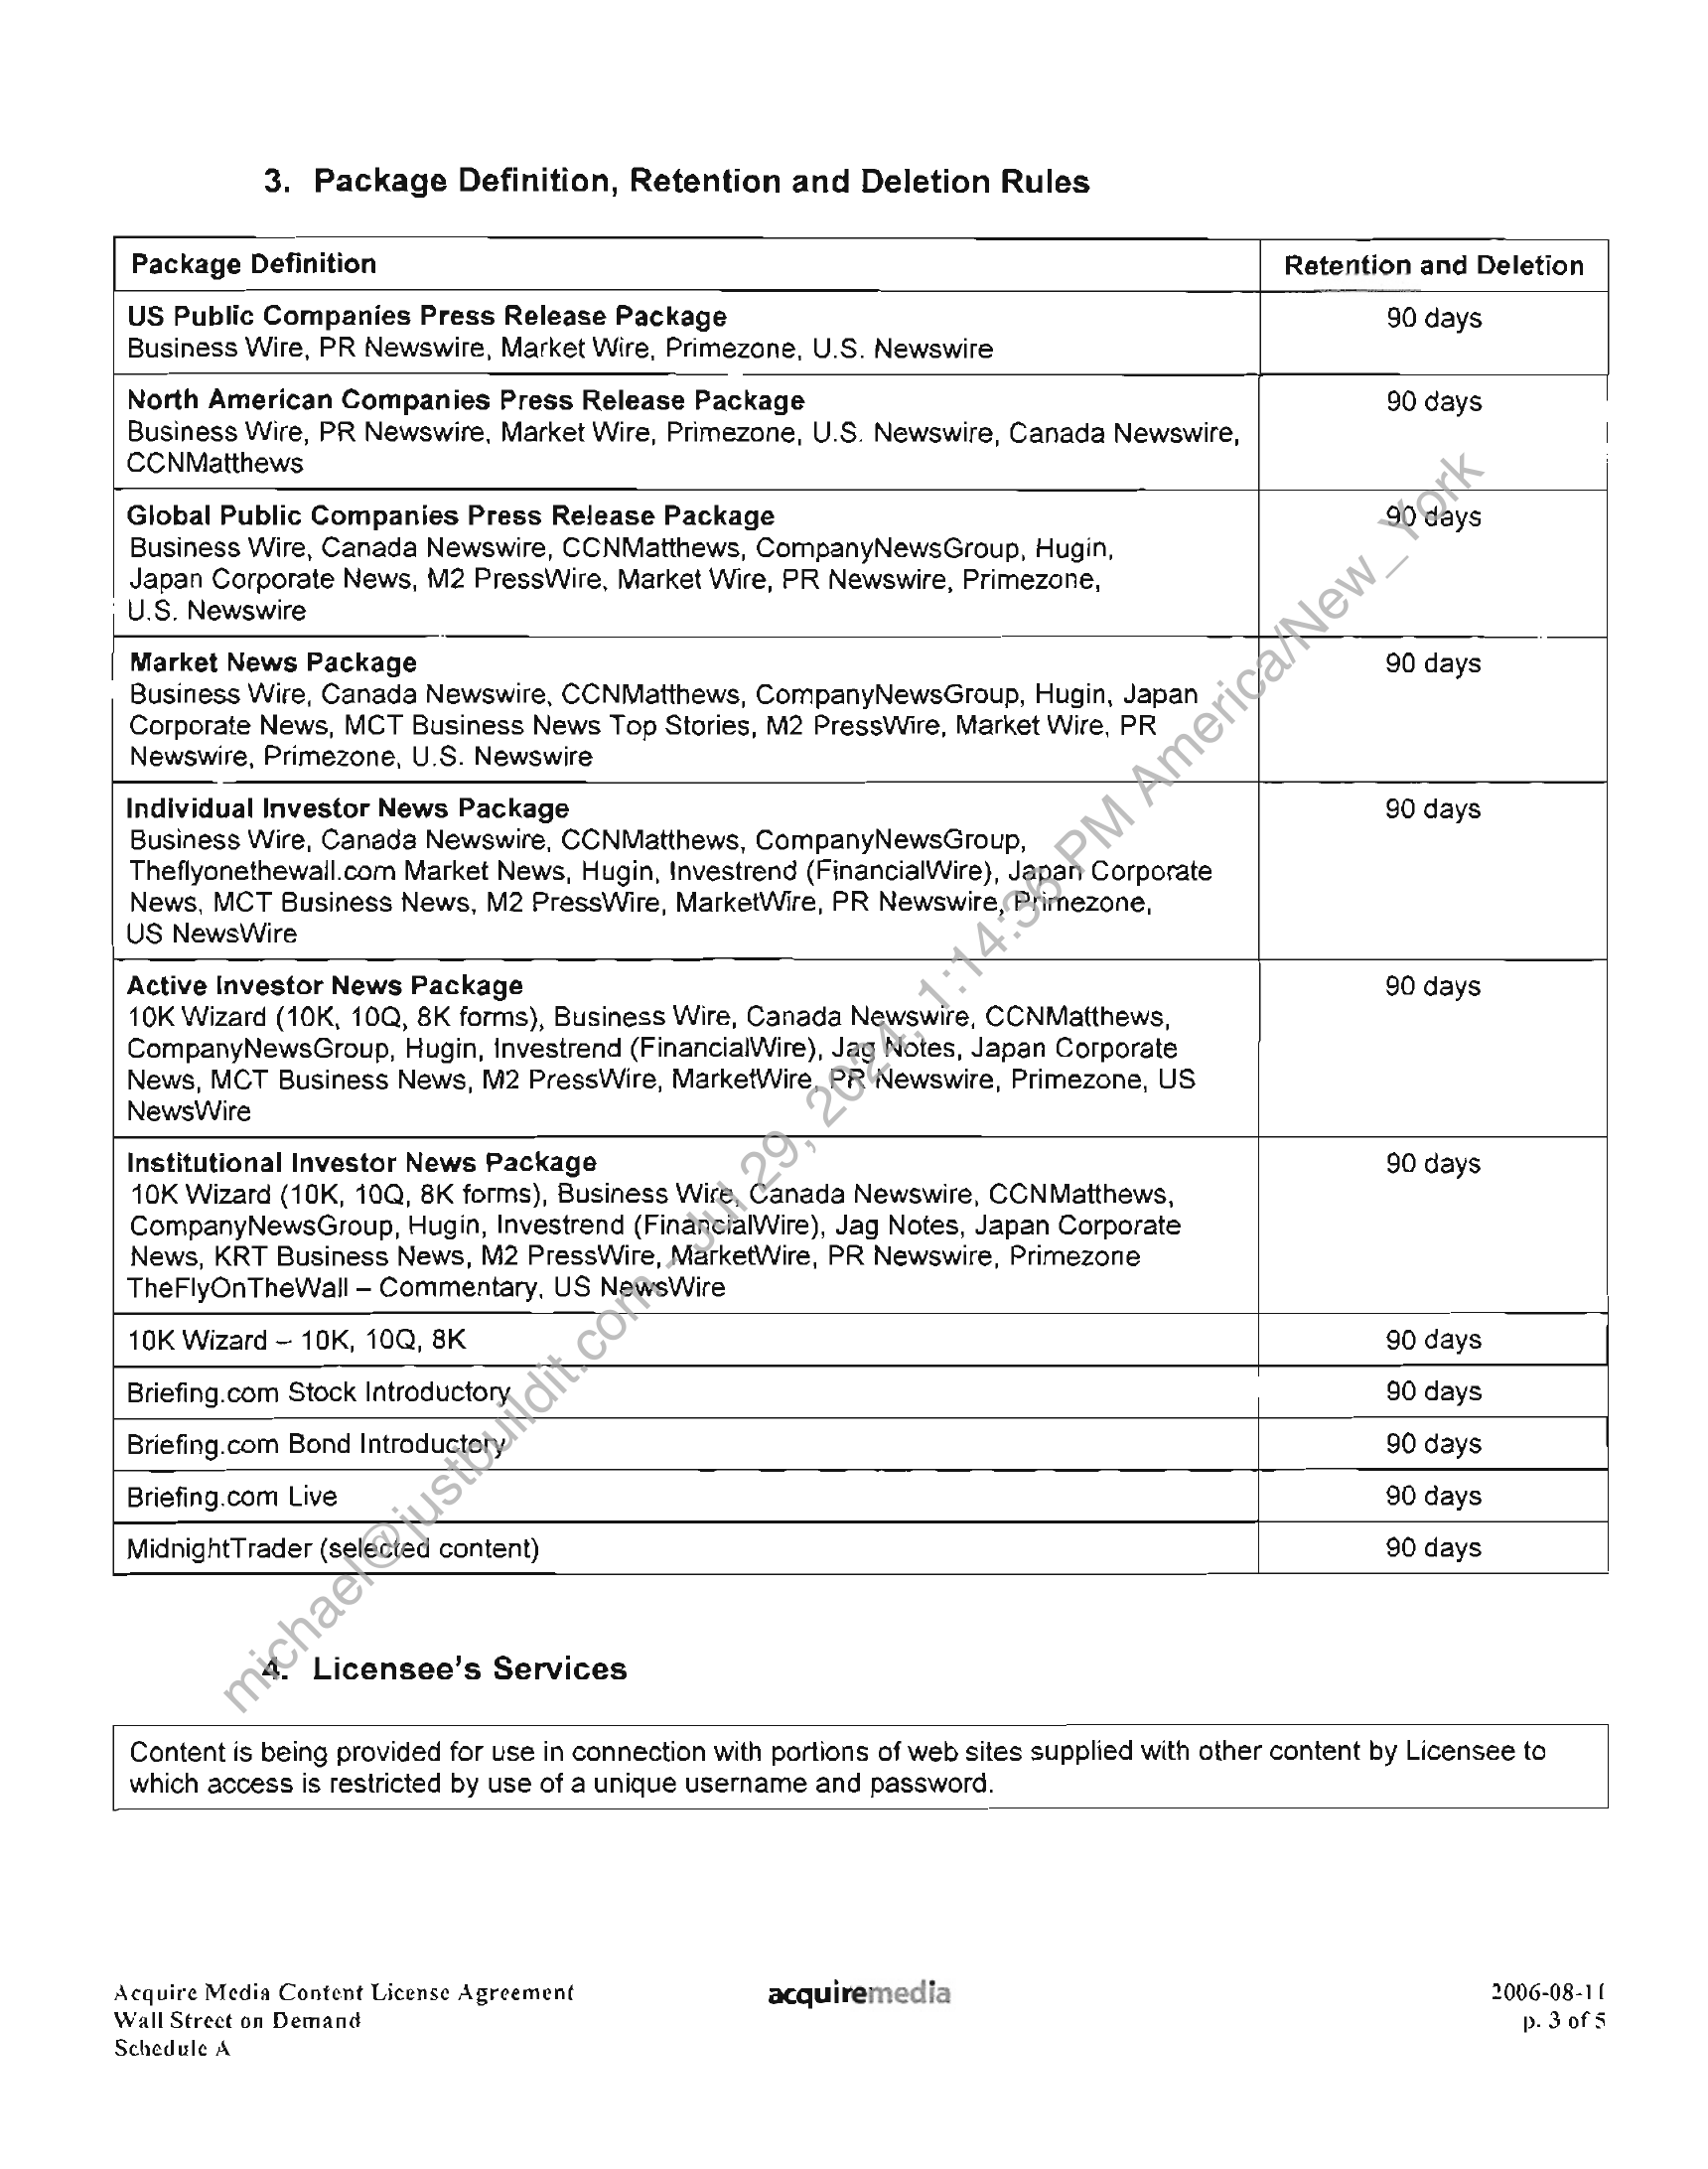 3. Package Definition, Retention and Deletion Rules
Package Definition
Retention and Deletion
US Public Companies Press Release Package
90 days
Business Wire, PR Newswire, Market Wire, Primezone, U.S. Newswire
North American Companies Press Release Package
90 days
Business Wire, PR Newswire, Market Wire, Primezone, U.S. Newswire, Canada Newswire,
CCNMatthews
Global Public Companies Press Release Package
90 days
Business Wire, Canada Newswire, CCNMatthews, CompanyNewsGroup, Hugin,
Japan Corporate News, M2 PressWire, Market Wire, PR Newswire, Primezone,
U.S. Newswire
Market News Package
90 days
Business Wire, Canada Newswire, CCNMatthews, CompanyNewsGroup, Hugin, Japan
Corporate News, MCT Business News Top Stories, M2 PressWire, Market Wire, PR
Newswire, Primezone, U.S. Newswire
Individual Investor News Package
90 days
Business Wire, Canada Newswire, CCNMatthews, CompanyNewsGroup,
Theflyonethewall.com Market News, Hugin, Investrend (FinancialWire), Japan Corporate
News, MCT Business News, M2 PressWire, MarketWire, PR Newswire, Primezone,
US NewsWire
Active Investor News Package
90 days
10K Wizard (10K, 10Q, 8K forms), Business Wire, Canada Newswire, CCNMatthews,
CompanyNewsGroup, Hugin, Investrend (FinancialWire), Jag Notes, Japan Corporate
News, MCT Business News, M2 PressWire, MarketWire, PR Newswire, Primezone, US
NewsWire
Institutional Investor News Package
90 days
10K Wizard (10K, 10Q, 8K forms), Business Wire, Canada Newswire, CCNMatthews,
CompanyNewsGroup, Hugin, Investrend (FinancialWire), Jag Notes, Japan Corporate
News, KRT Business News, M2 PressWire, MarketWire, PR Newswire, Primezone
TheFlyOnTheWall – Commentary, US NewsWire
10K Wizard – 10K, 10Q, 8K
90 days
Briefing.com Stock Introductory
90 days
Briefing.com Bond Introductory
90 days
Briefing.com Live
90 days
MidnightTrader (selected content)
90 days
4. Licensee's Services
Content is being provided for use in connection with portions of web sites supplied with other content by Licensee to
which access is restricted by use of a unique username and password.
Acquire Media Content License Agreement
Wall Street on Demand
Schedule A
acquiremedia
2006-08-11
p. 3 of 5
michael@justbuildit.com - Jul 29, 2024, 1:14:36 PM America/New_York